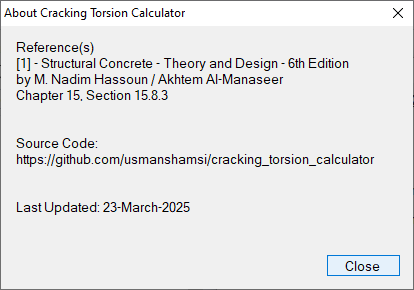 About Cracking Torsion Calculator
Reference(s)
[1] - Structural Concrete - Theory and Design - 6th Edition
by M. Nadim Hassoun / Akhtem Al-Manaseer
Chapter 15, Section 15.8.3
Source Code:
https://github.com/usmanshamsi/cracking_torsion_calculator
Last Updated: 23-March-2025
Close